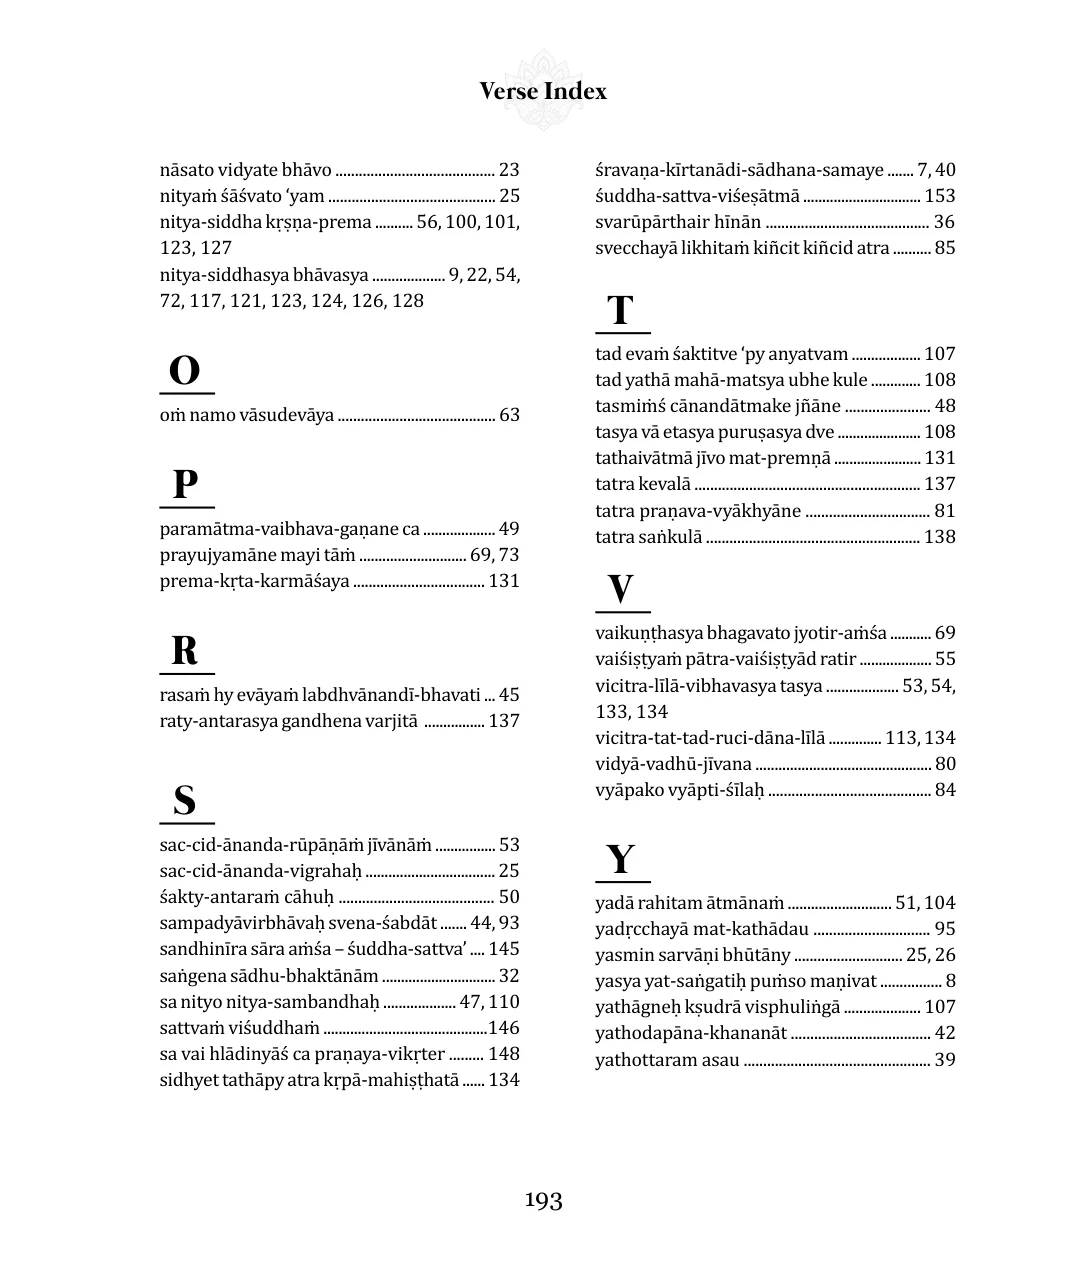 Verse Index
nāsato vidyate bhāvo ......................................... 23
nityaṁ śāśvato ‘yam ........................................... 25
nitya-siddha kṛṣṇa-prema .......... 56, 100, 101,
123, 127
nitya-siddhasya bhāvasya ................... 9, 22, 54,
72, 117, 121, 123, 124, 126, 128
O
oṁ namo vāsudevāya ........................................ 63
P
paramātma-vaibhava-gaṇane ca ................... 49
prayujyamāne mayi tāṁ ........................... 69, 73
prema-kṛta-karmāśaya ................................. 131
R
rasaṁ hy evāyaṁ labdhvānandī-bhavati ... 45
raty-antarasya gandhena varjitā ................ 137
S
sac-cid-ānanda-rūpāṇāṁ jīvānāṁ ................ 53
sac-cid-ānanda-vigrahaḥ ................................. 25
śakty-antaraṁ cāhuḥ ........................................ 50
sampadyāvirbhāvaḥ svena-śabdāt ....... 44, 93
sandhinīra sāra aṁśa – śuddha-sattva’ .... 145
saṅgena sādhu-bhaktānām ............................. 32
sa nityo nitya-sambandhaḥ ................... 47, 110
sattvaṁ viśuddhaṁ ..........................................146
sa vai hlādinyāś ca praṇaya-vikṛter ......... 148
sidhyet tathāpy atra kṛpā-mahiṣṭhatā ...... 134
śravaṇa-kīrtanādi-sādhana-samaye ....... 7, 40
śuddha-sattva-viśeṣātmā .............................. 153
svarūpārthair hīnān .......................................... 36
svecchayā likhitaṁ kiñcit kiñcid atra .......... 85
T
tad evaṁ śaktitve ‘py anyatvam .................. 107
tad yathā mahā-matsya ubhe kule ............. 108
tasmiṁś cānandātmake jñāne ...................... 48
tasya vā etasya puruṣasya dve ..................... 108
tathaivātmā jīvo mat-premṇā ...................... 131
tatra kevalā .......................................................... 137
tatra praṇava-vyākhyāne ................................ 81
tatra saṅkulā ....................................................... 138
V
vaikuṇṭhasya bhagavato jyotir-aṁśa ........... 69
vaiśiṣṭyaṁ pātra-vaiśiṣṭyād ratir ................... 55
vicitra-līlā-vibhavasya tasya ................... 53, 54,
133, 134
vicitra-tat-tad-ruci-dāna-līlā .............. 113, 134
vidyā-vadhū-jīvana ............................................. 80
vyāpako vyāpti-śīlaḥ .......................................... 84
Y
yadā rahitam ātmānaṁ ........................... 51, 104
yadṛcchayā mat-kathādau .............................. 95
yasmin sarvāṇi bhūtāny ............................ 25, 26
yasya yat-saṅgatiḥ puṁso maṇivat ................ 8
yathāgneḥ kṣudrā visphuliṅgā .................... 107
yathodapāna-khananāt .................................... 42
yathottaram asau ................................................ 39
193